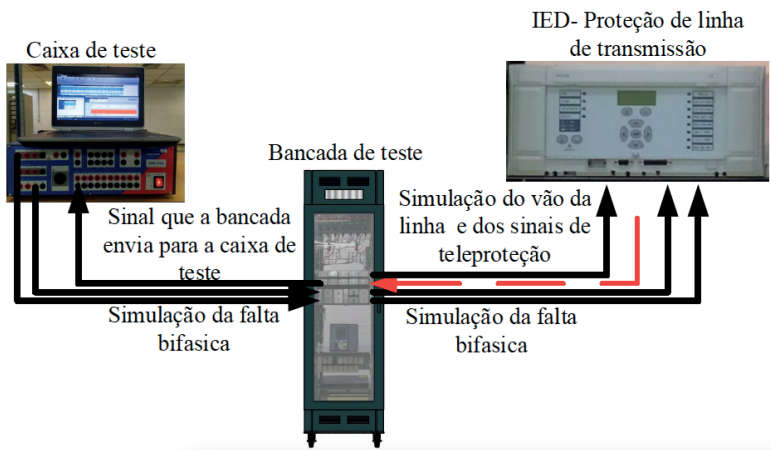 IED- Proteção de linha
de transmissão
Caixa de teste
Bancada de teste
Sinal que a bancada
envia para a caixa de
teste
Simulação do vão da
linha e dos sinais de
teleproteção
Simulação da falta
bifasica
Simulação da falta
bifasica